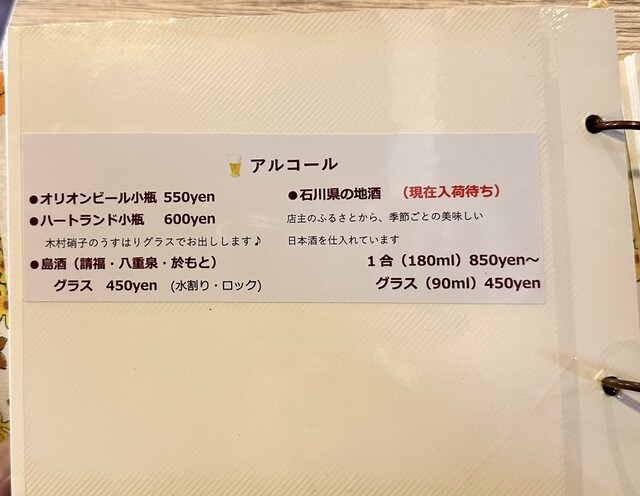 アルコール
●オリオンビール小瓶 550yen
●ハートランド小瓶 600yen
木村硝子のうすはりグラスでお出しします♪
●島酒（請福・八重泉・於もと）
グラス 450yen (水割り・ロック)
●石川県の地酒 （現在入荷待ち）
店主のふるさとから、季節ごとの美味しい
日本酒を仕入れています
１合（180ml）850yen～
グラス（90ml）450yen